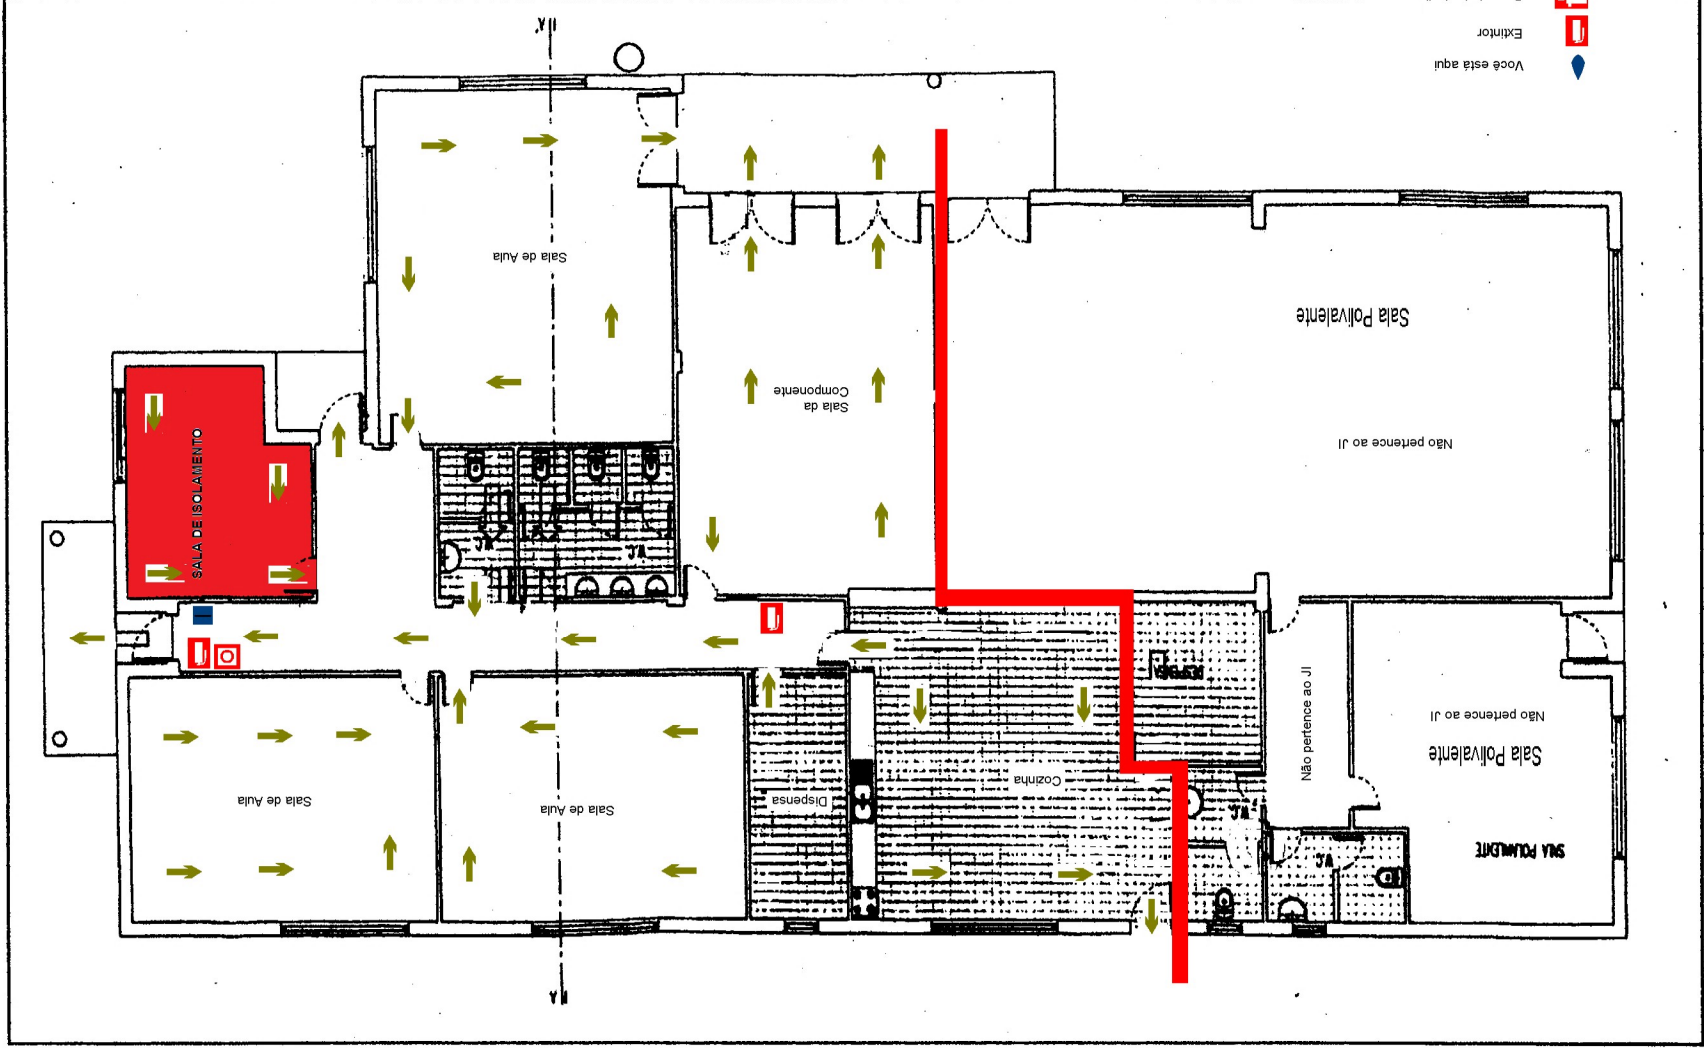 Extintor
Você está aqui
Sala de Aula
Sala Polivalente
Sala da
Componente
Não pertence ao JI
SALA DE ISOLAMENTO
DESPENSA
Não pertence ao JI
Não pertence ao JI
Sala Polivalente
Cozinha
Sala de Aula
Sala de Aula
Dispensa
SALA POLIVALENTE